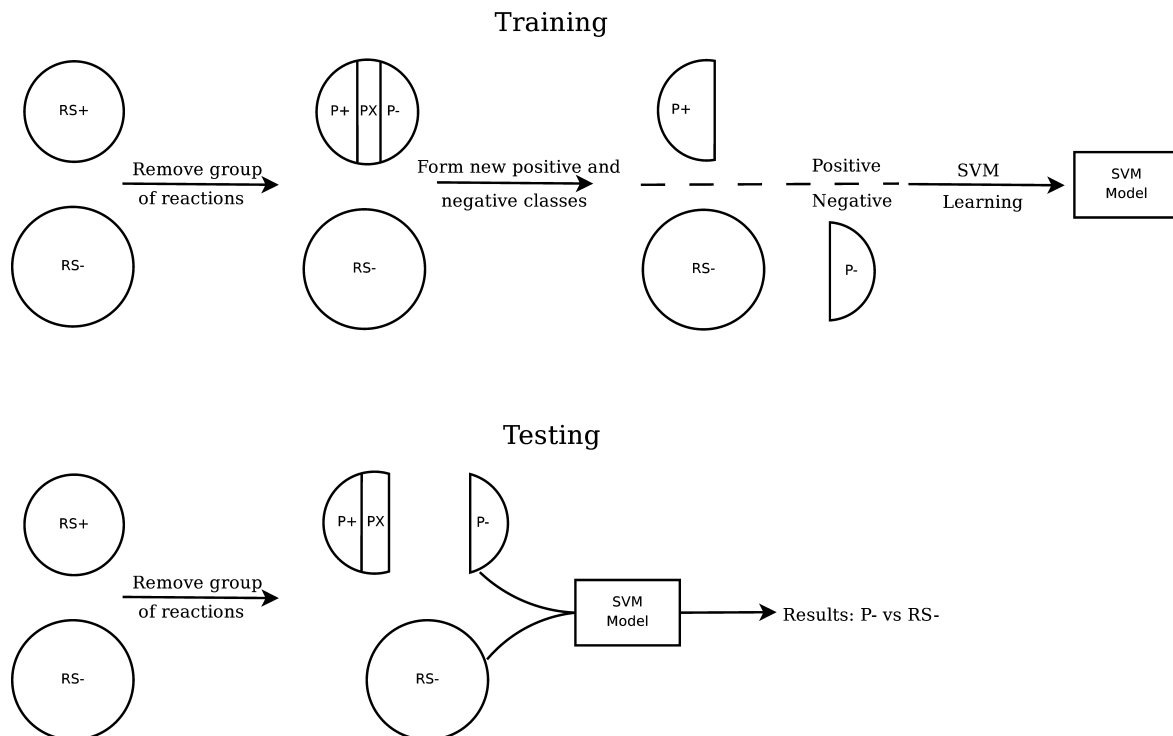 Training
RS+
P+ PX P-
P+
Remove group
of reactions
Form new positive and
negative classes
Positive
Negative
SVM
Learning
SVM
Model
RS-
RS-
RS-
P-
Testing
RS+
P+ PX
P-
Remove group
of reactions
SVM
Model
Results: P- vs RS-
RS-
RS-